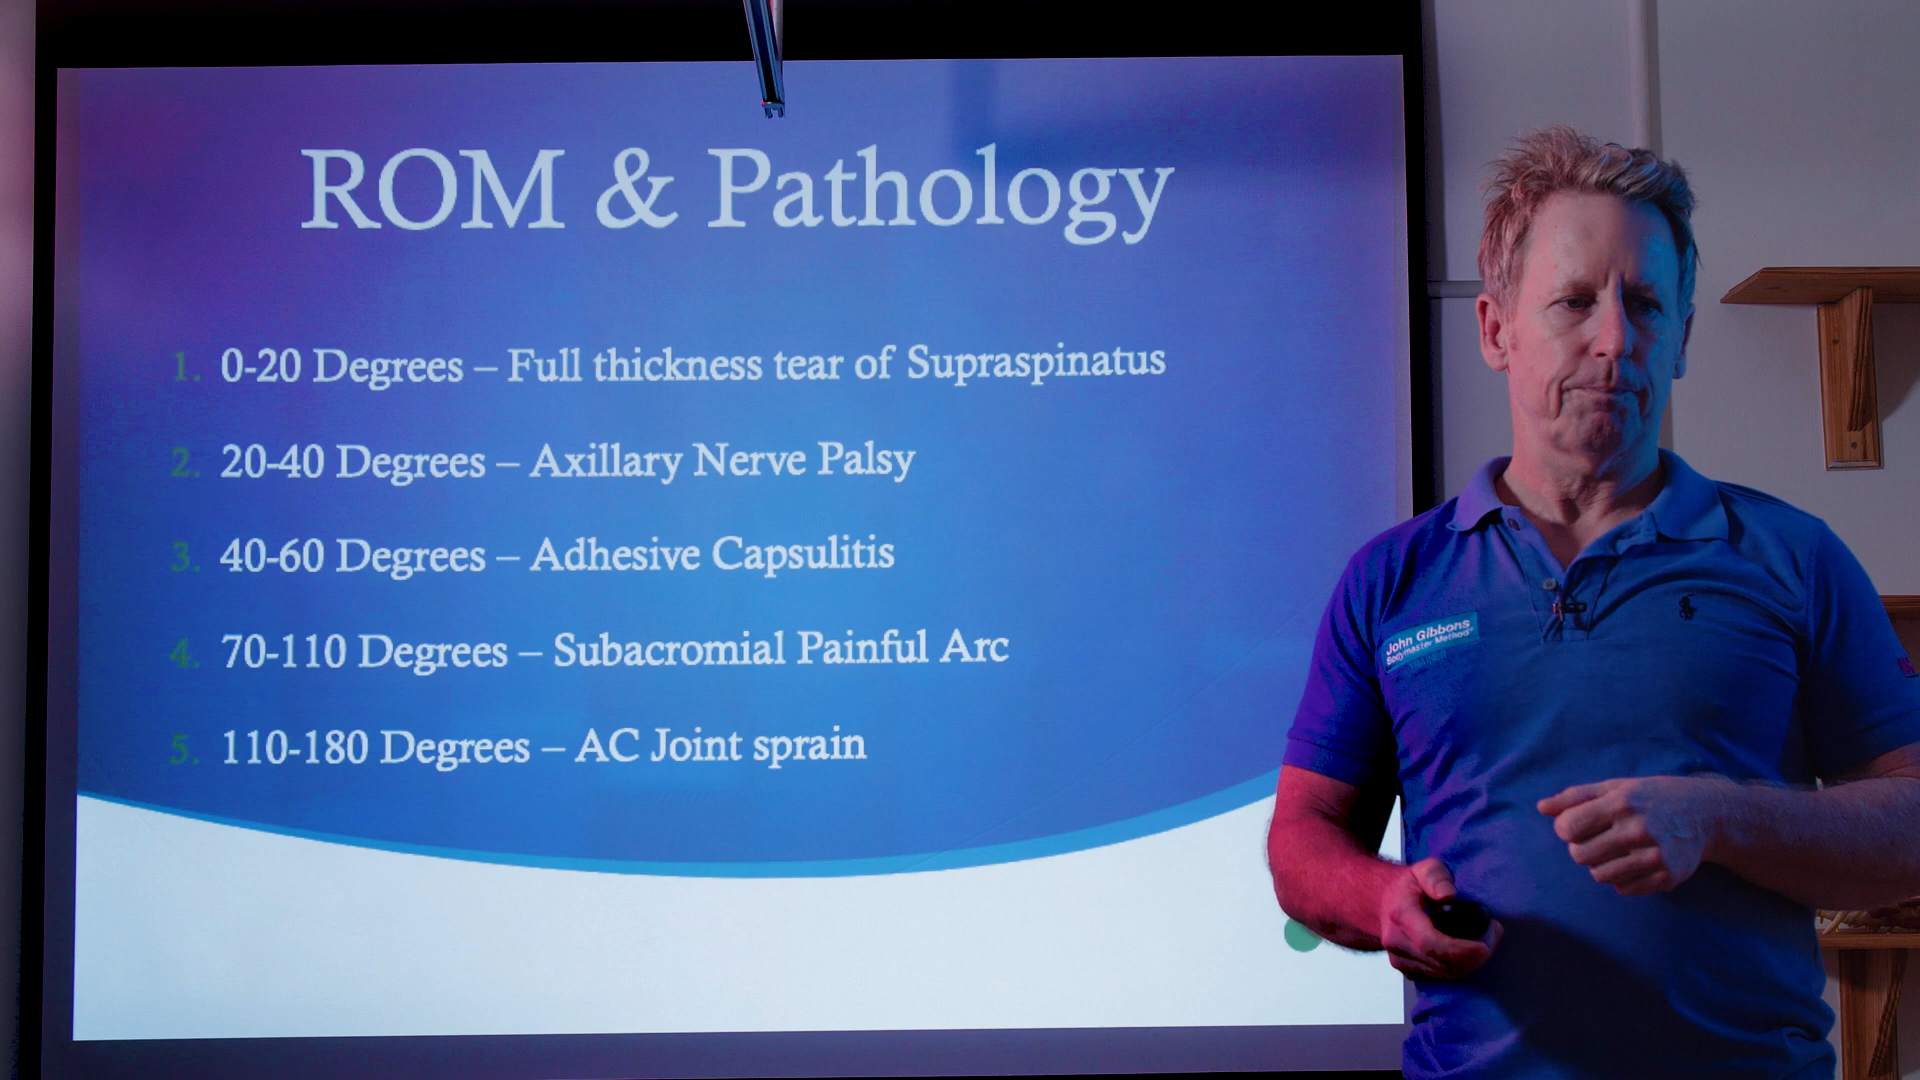 ROM & Pathology
1. 0-20 Degrees – Full thickness tear of Supraspinatus
2. 20-40 Degrees – Axillary Nerve Palsy
3. 40-60 Degrees – Adhesive Capsulitis
4. 70-110 Degrees – Subacromial Painful Arc
5. 110-180 Degrees – AC Joint sprain
John Gibbons
Bodymaster Method®
TRAINER